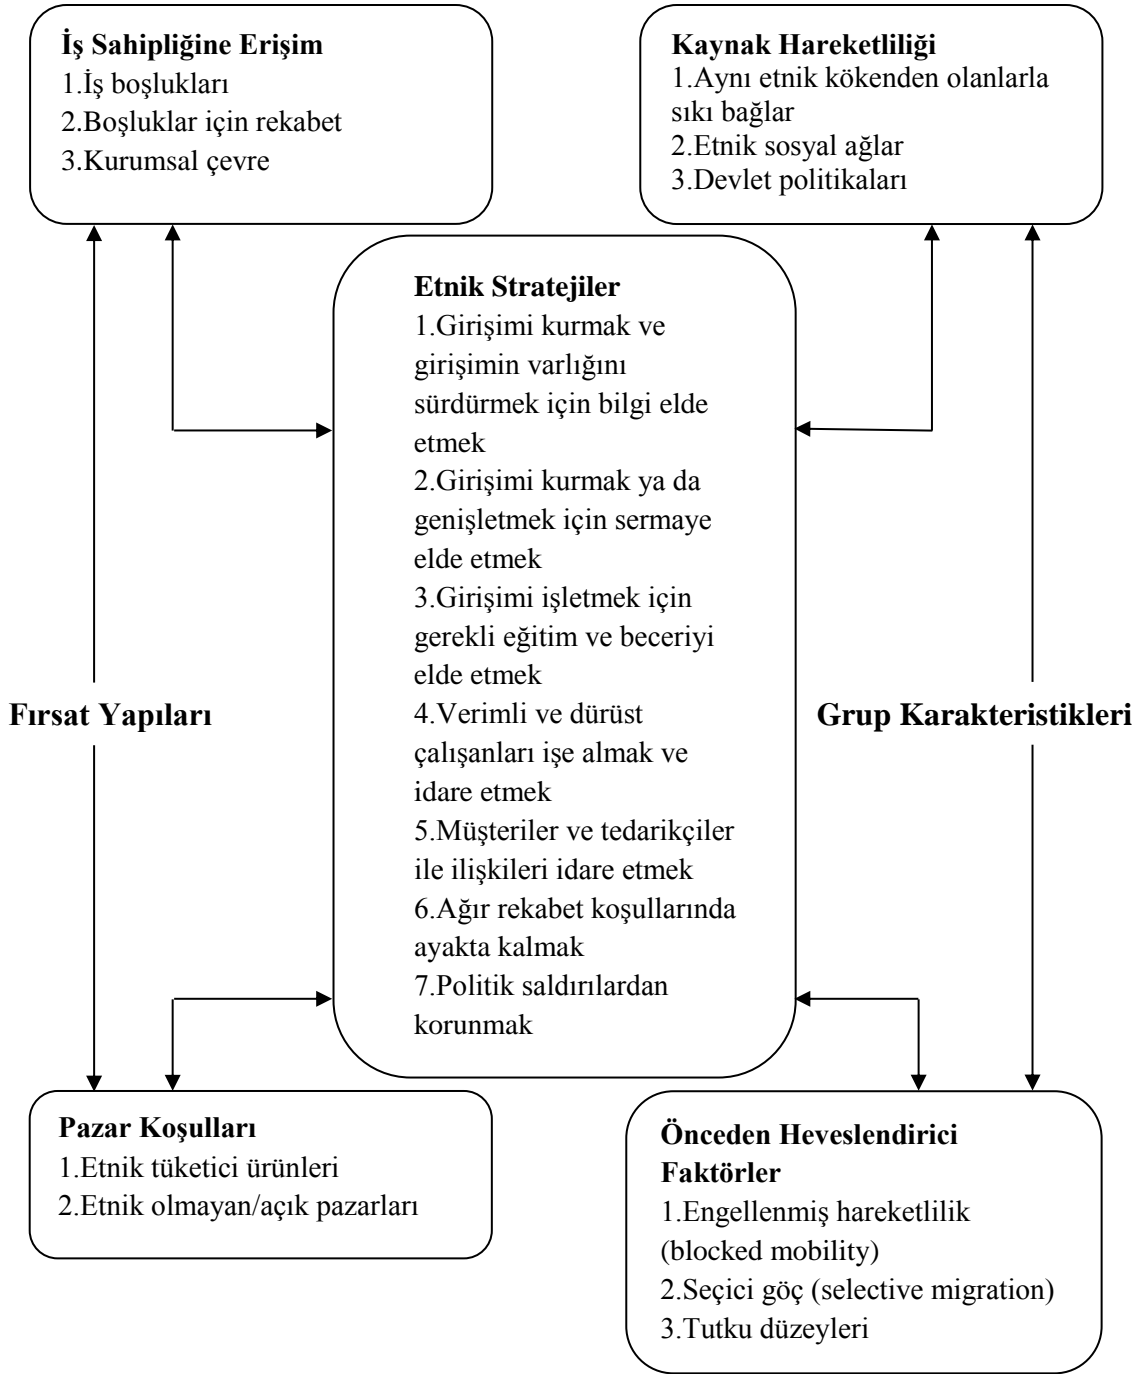 İş Sahipliğine Erişim
1.İş boşlukları
2.Boşluklar için rekabet
3.Kurumsal çevre
Kaynak Hareketliliği
1.Aynı etnik kökenden olanlarla
sıkı bağlar
2.Etnik sosyal ağlar
3.Devlet politikaları
Etnik Stratejiler
1.Girişimi kurmak ve
girişimin varlığını
sürdürmek için bilgi elde
etmek
2.Girişimi kurmak ya da
genişletmek için sermaye
elde etmek
3.Girişimi işletmek için
gerekli eğitim ve beceriyi
elde etmek
4.Verimli ve dürüst
çalışanları işe almak ve
idare etmek
5.Müşteriler ve tedarikçiler
ile ilişkileri idare etmek
6.Ağır rekabet koşullarında
ayakta kalmak
7.Politik saldırılardan
korunmak
Fırsat Yapıları
Grup Karakteristikleri
Pazar Koşulları
1.Etnik tüketici ürünleri
2.Etnik olmayan/açık pazarları
Önceden Heveslendirici
Faktörler
1.Engellenmiş hareketlilik
(blocked mobility)
2.Seçici göç (selective migration)
3.Tutku düzeyleri